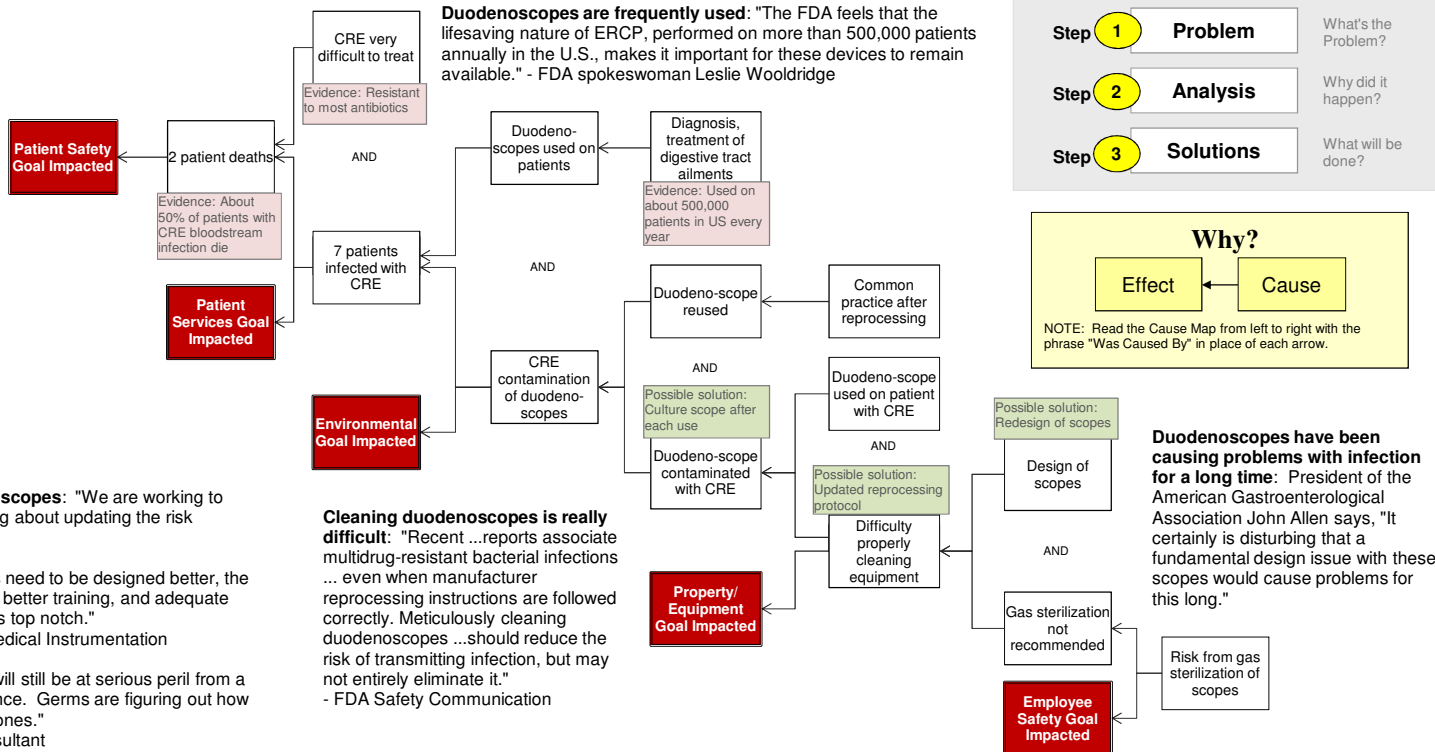 Duodenoscopes are frequently used: "The FDA feels that the
lifesaving nature of ERCP, performed on more than 500,000 patients
annually in the U.S., makes it important for these devices to remain
available." - FDA spokeswoman Leslie Wooldridge
Step 1 Problem
What's the
Problem?
Step 2 Analysis
Why did it
happen?
Step 3 Solutions
What will be
done?
CRE very
difficult to treat
Evidence: Resistant
to most antibiotics
Patient Safety
Goal Impacted
2 patient deaths
Evidence: About
50% of patients with
CRE bloodstream
infection die
AND
Duodeno-
scopes used on
patients
Diagnosis,
treatment of
digestive tract
ailments
Evidence: Used on
about 500,000
patients in US every
year
7 patients
infected with
CRE
AND
Patient
Services Goal
Impacted
Duodeno-scope
reused
Common
practice after
reprocessing
Why?
Effect
Cause
NOTE: Read the Cause Map from left to right with the
phrase "Was Caused By" in place of each arrow.
CRE
contamination
of duodeno-
scopes
AND
Environmental
Goal Impacted
Possible solution:
Culture scope after
each use
Duodeno-scope
contaminated
with CRE
Duodeno-scope
used on patient
with CRE
AND
Possible solution:
Updated reprocessing
protocol
Difficulty
properly
cleaning
equipment
Property/
Equipment
Goal Impacted
Possible solution:
Redesign of scopes
Design of
scopes
AND
Gas sterilization
not
recommended
Risk from gas
sterilization of
scopes
Employee
Safety Goal
Impacted
Duodenoscopes have been
causing problems with infection
for a long time: President of the
American Gastroenterological
Association John Allen says, "It
certainly is disturbing that a
fundamental design issue with these
scopes would cause problems for
this long."
scopes: "We are working to
g about updating the risk
need to be designed better, the
better training, and adequate
s top notch."
edical Instrumentation
ill still be at serious peril from a
nce. Germs are figuring out how
ones."
sultant
Cleaning duodenoscopes is really
difficult: "Recent ...reports associate
multidrug-resistant bacterial infections
... even when manufacturer
reprocessing instructions are followed
correctly. Meticulously cleaning
duodenoscopes ...should reduce the
risk of transmitting infection, but may
not entirely eliminate it."
- FDA Safety Communication